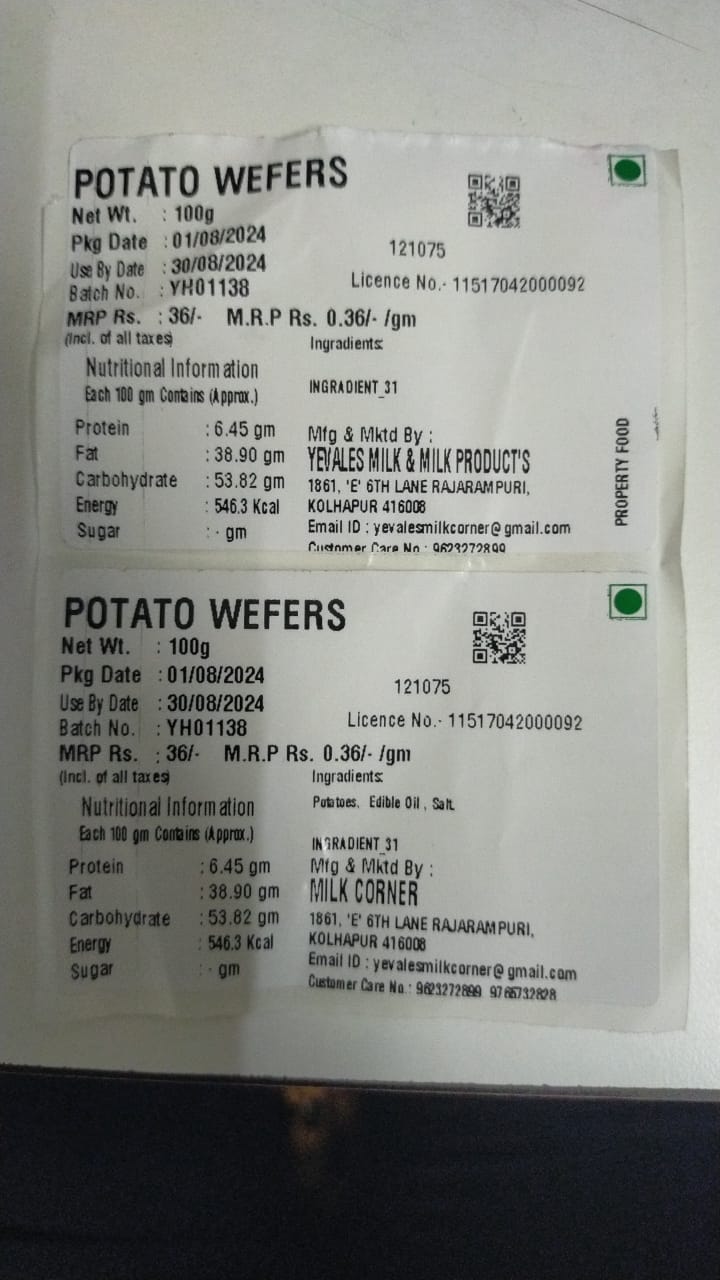 POTATO WEFERS
Net Wt. : 100g
Pkg Date : 01/08/2024
Use By Date : 30/08/2024
Batch No. : YH01138
121075
Licence No.- 11517042000092
MRP Rs. : 36/- M.R.P Rs. 0.36/- /gm
(Incl. of all taxes)
Ingredients:
Nutritional Information
Each 100 gm Contains (Approx.)
INGRADIENT_31
Protein : 6.45 gm
Fat : 38.90 gm
Carbohydrate : 53.82 gm
Energy : 546.3 Kcal
Sugar : - gm
Mfg & Mktd By :
YEVALES MILK & MILK PRODUCT'S
1861, 'E' 6TH LANE RAJARAMPURI,
KOLHAPUR 416008
Email ID : yevalesmilkcorner@gmail.com
Customer Care No : 9623272899
PROPERTY FOOD
POTATO WEFERS
Net Wt. : 100g
Pkg Date : 01/08/2024
Use By Date : 30/08/2024
Batch No. : YH01138
121075
Licence No.- 11517042000092
MRP Rs. : 36/- M.R.P Rs. 0.36/- /gm
(Incl. of all taxes)
Ingredients:
Nutritional Information
Each 100 gm Contains (Approx.)
Potatoes, Edible Oil , Salt.
INGRADIENT_31
Protein : 6.45 gm
Fat : 38.90 gm
Carbohydrate : 53.82 gm
Energy : 546.3 Kcal
Sugar : - gm
Mfg & Mktd By :
MILK CORNER
1861, 'E' 6TH LANE RAJARAMPURI,
KOLHAPUR 416008
Email ID : yevalesmilkcorner@gmail.com
Customer Care No.: 9623272899 9766732828